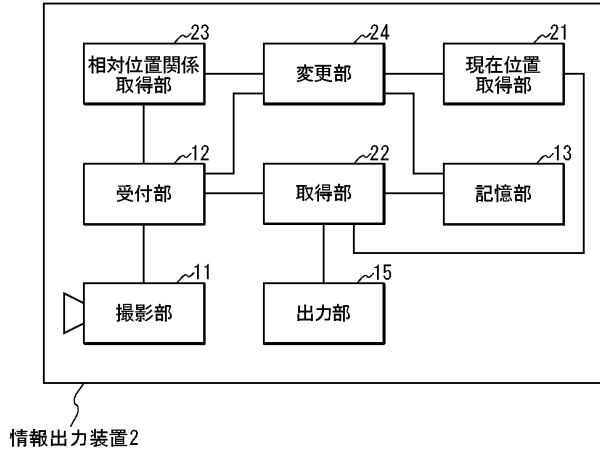 23
24
21
相対位置関係
取得部
変更部
現在位置
取得部
12
22
13
受付部
取得部
記憶部
11
15
撮影部
出力部
情報出力装置2